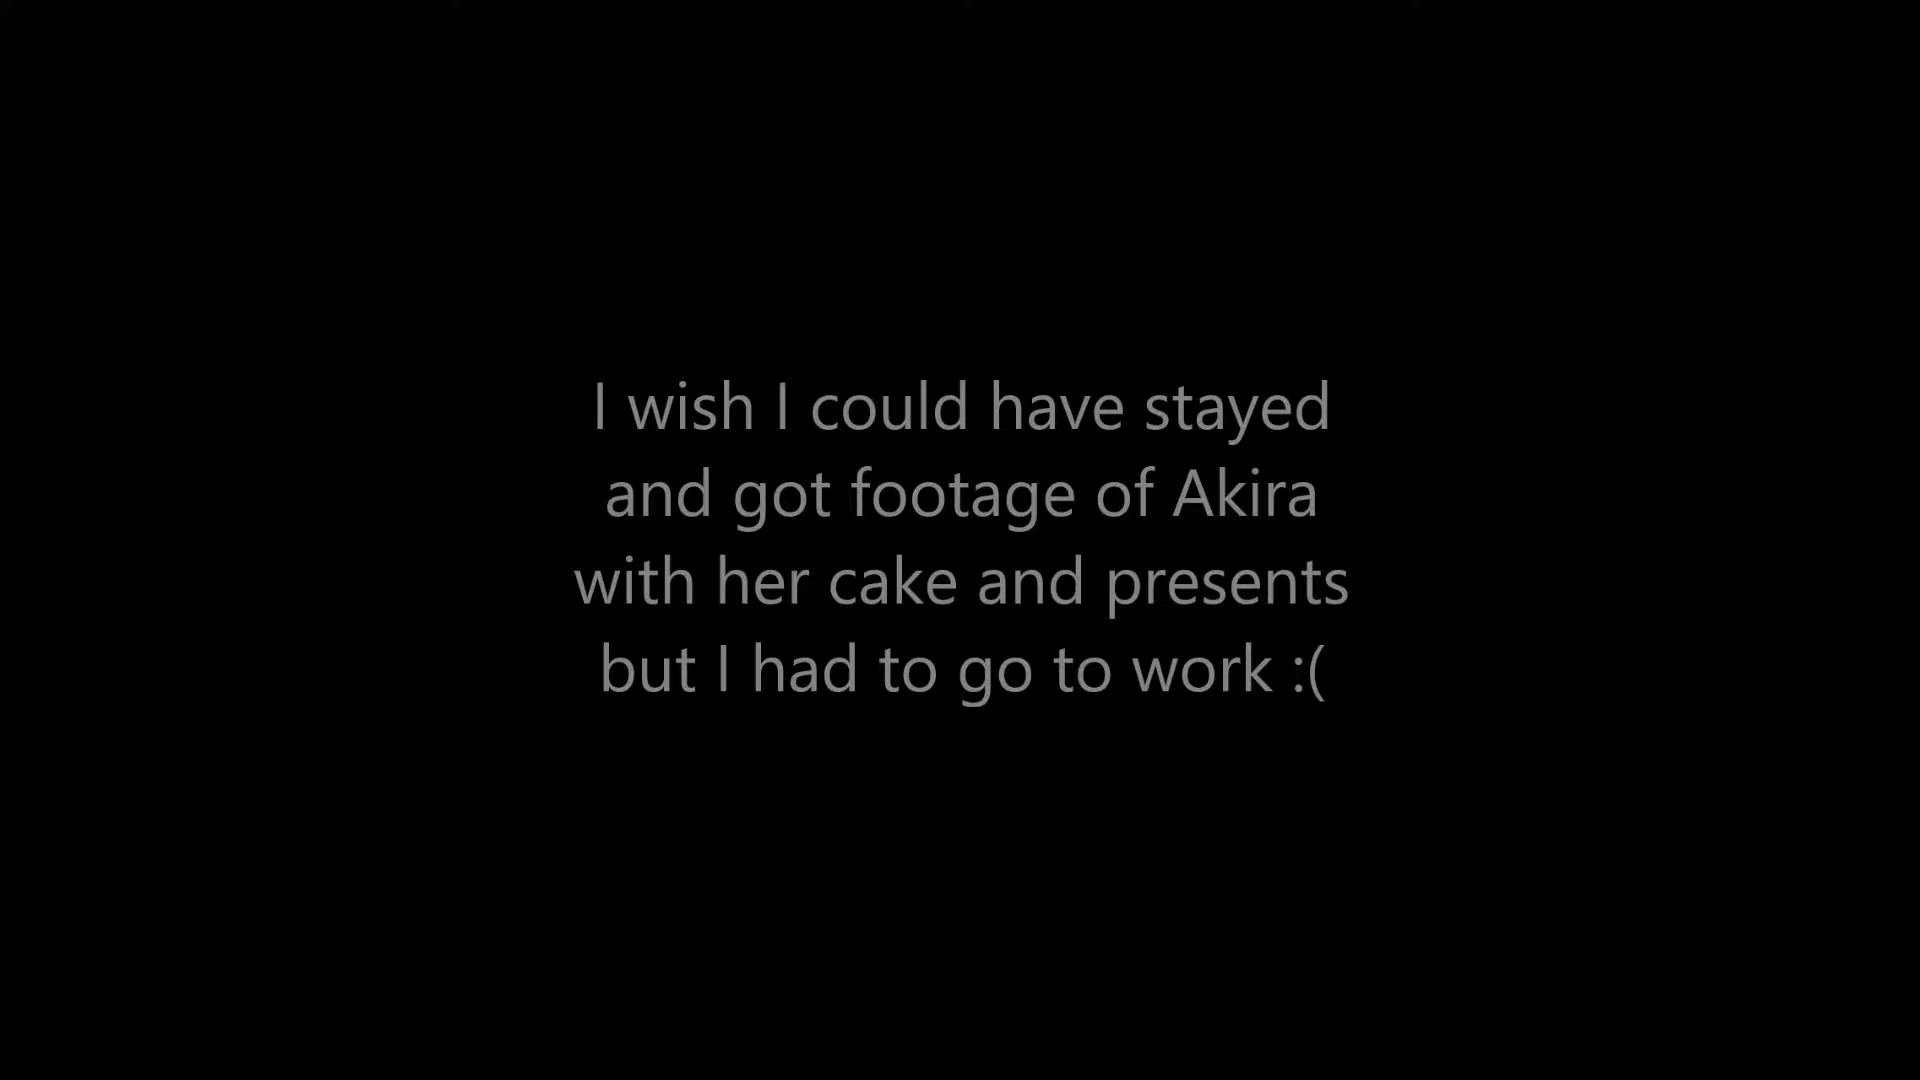 I wish I could have stayed
and got footage of Akira
with her cake and presents
but I had to go to work :(